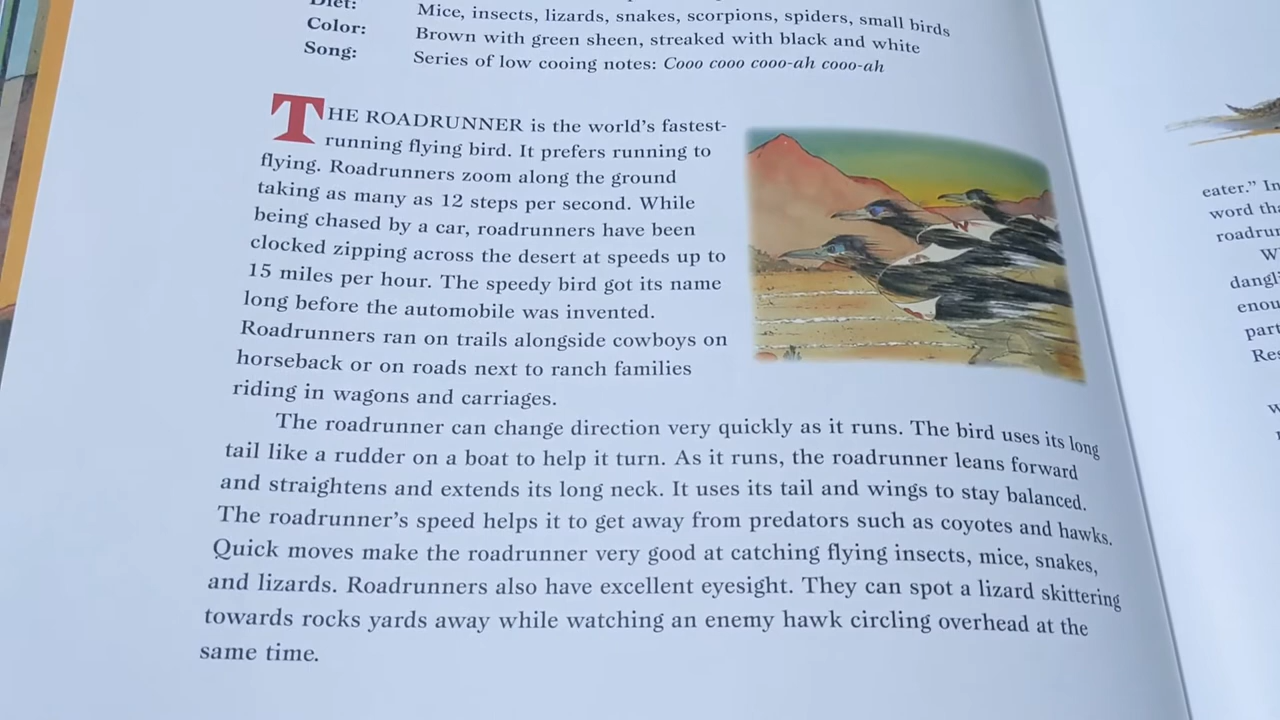 Diet: Mice, insects, lizards, snakes, scorpions, spiders, small birds
Color: Brown with green sheen, streaked with black and white
Song: Series of low cooing notes: Cooo cooo cooo-ah cooo-ah
THE ROADRUNNER is the world's fastest-
running flying bird. It prefers running to
flying. Roadrunners zoom along the ground
taking as many as 12 steps per second. While
being chased by a car, roadrunners have been
clocked zipping across the desert at speeds up to
15 miles per hour. The speedy bird got its name
long before the automobile was invented.
Roadrunners ran on trails alongside cowboys on
horseback or on roads next to ranch families
riding in wagons and carriages.
The roadrunner can change direction very quickly as it runs. The bird uses its long
tail like a rudder on a boat to help it turn. As it runs, the roadrunner leans forward
and straightens and extends its long neck. It uses its tail and wings to stay balanced.
The roadrunner's speed helps it to get away from predators such as coyotes and hawks.
Quick moves make the roadrunner very good at catching flying insects, mice, snakes,
and lizards. Roadrunners also have excellent eyesight. They can spot a lizard skittering
towards rocks yards away while watching an enemy hawk circling overhead at the
same time.
eater." In
word tha
roadrun
W
dangl
enou
part
Res